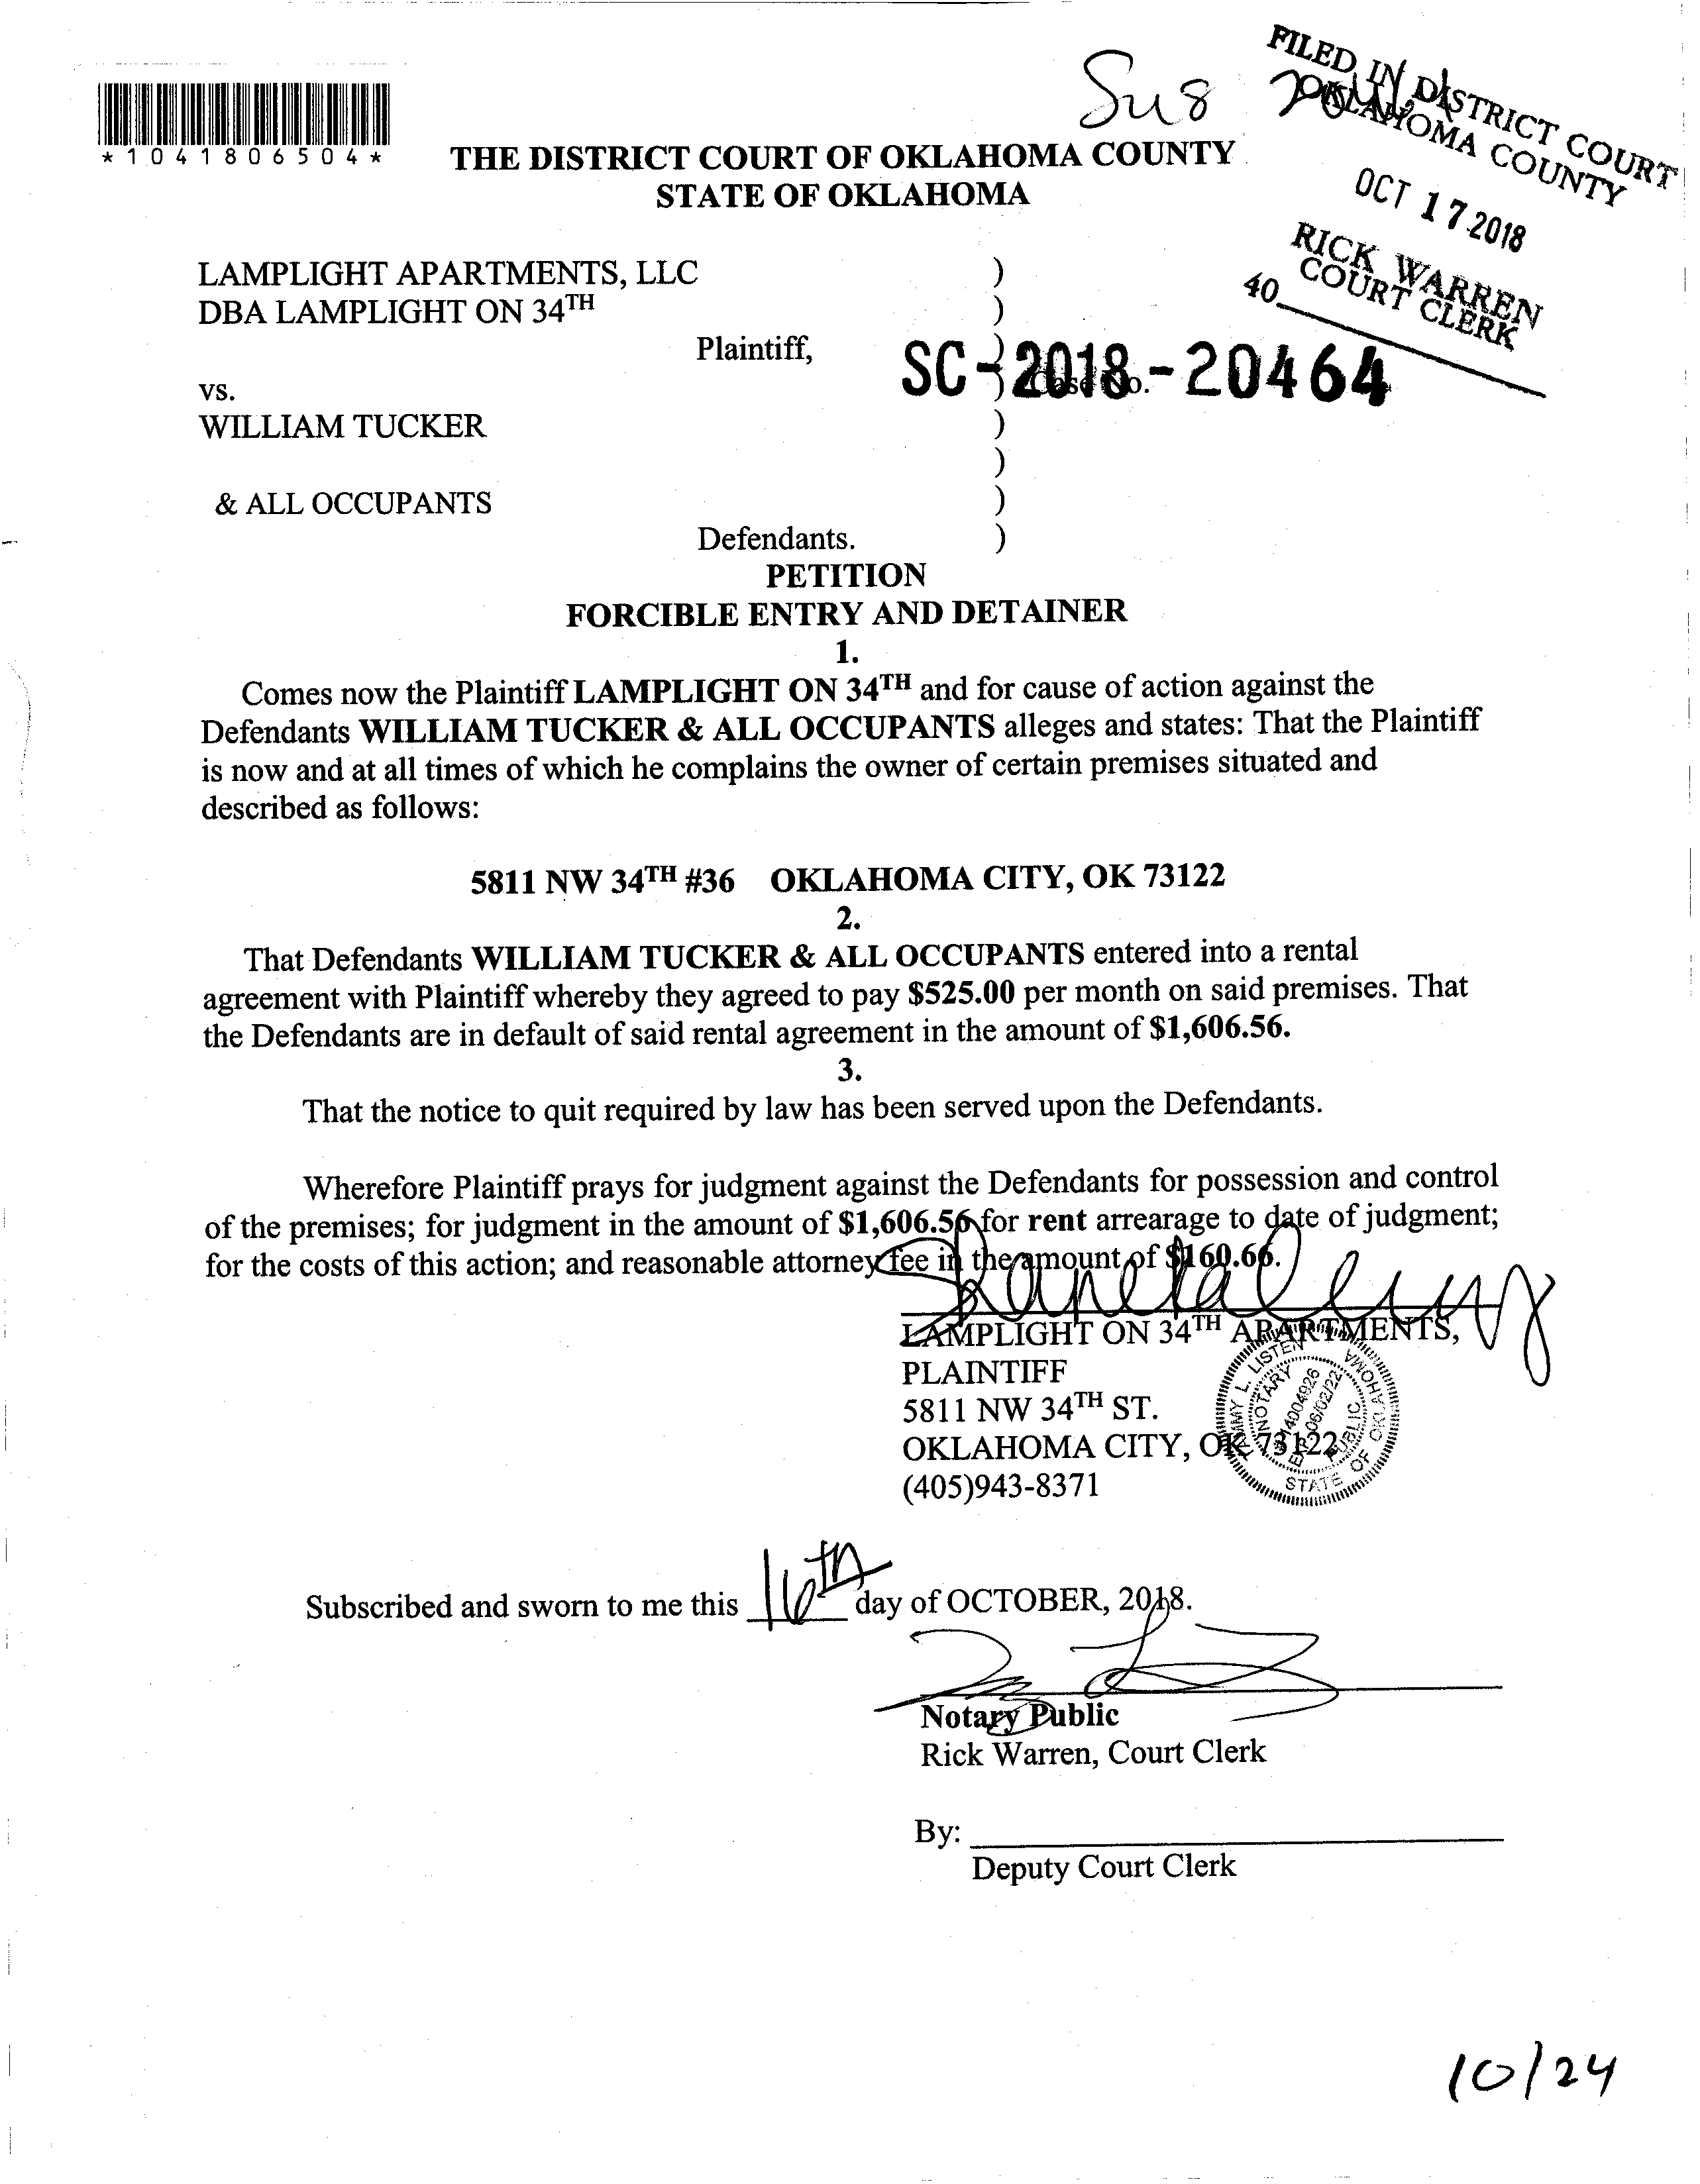 Sus
FILED IN DISTRICT COURT
OKLAHOMA COUNTY
OCT 17 2018
RICK WARREN
COURT CLERK
40
*1041806504*
THE DISTRICT COURT OF OKLAHOMA COUNTY
STATE OF OKLAHOMA
LAMPLIGHT APARTMENTS, LLC )
DBA LAMPLIGHT ON 34TH )
Plaintiff, )
SC-2018-20464
vs. ) Case No.
WILLIAM TUCKER )
)
& ALL OCCUPANTS )
Defendants. )
PETITION
FORCIBLE ENTRY AND DETAINER
1.
Comes now the Plaintiff LAMPLIGHT ON 34TH and for cause of action against the
Defendants WILLIAM TUCKER & ALL OCCUPANTS alleges and states: That the Plaintiff
is now and at all times of which he complains the owner of certain premises situated and
described as follows:
5811 NW 34TH #36 OKLAHOMA CITY, OK 73122
2.
That Defendants WILLIAM TUCKER & ALL OCCUPANTS entered into a rental
agreement with Plaintiff whereby they agreed to pay $525.00 per month on said premises. That
the Defendants are in default of said rental agreement in the amount of $1,606.56.
3.
That the notice to quit required by law has been served upon the Defendants.
Wherefore Plaintiff prays for judgment against the Defendants for possession and control
of the premises; for judgment in the amount of $1,606.56 for rent arrearage to date of judgment;
for the costs of this action; and reasonable attorney fee in the amount of $160.66.
LAMPLIGHT ON 34TH APARTMENTS,
PLAINTIFF
5811 NW 34TH ST.
OKLAHOMA CITY, OK 73122
(405)943-8371
TAMMY L. LISTEN
NOTARY PUBLIC
#14004926
EXP. 06/02/22
STATE OF OKLAHOMA
Subscribed and sworn to me this 16th day of OCTOBER, 2018.
Notary Public
Rick Warren, Court Clerk
By:
Deputy Court Clerk
10/24